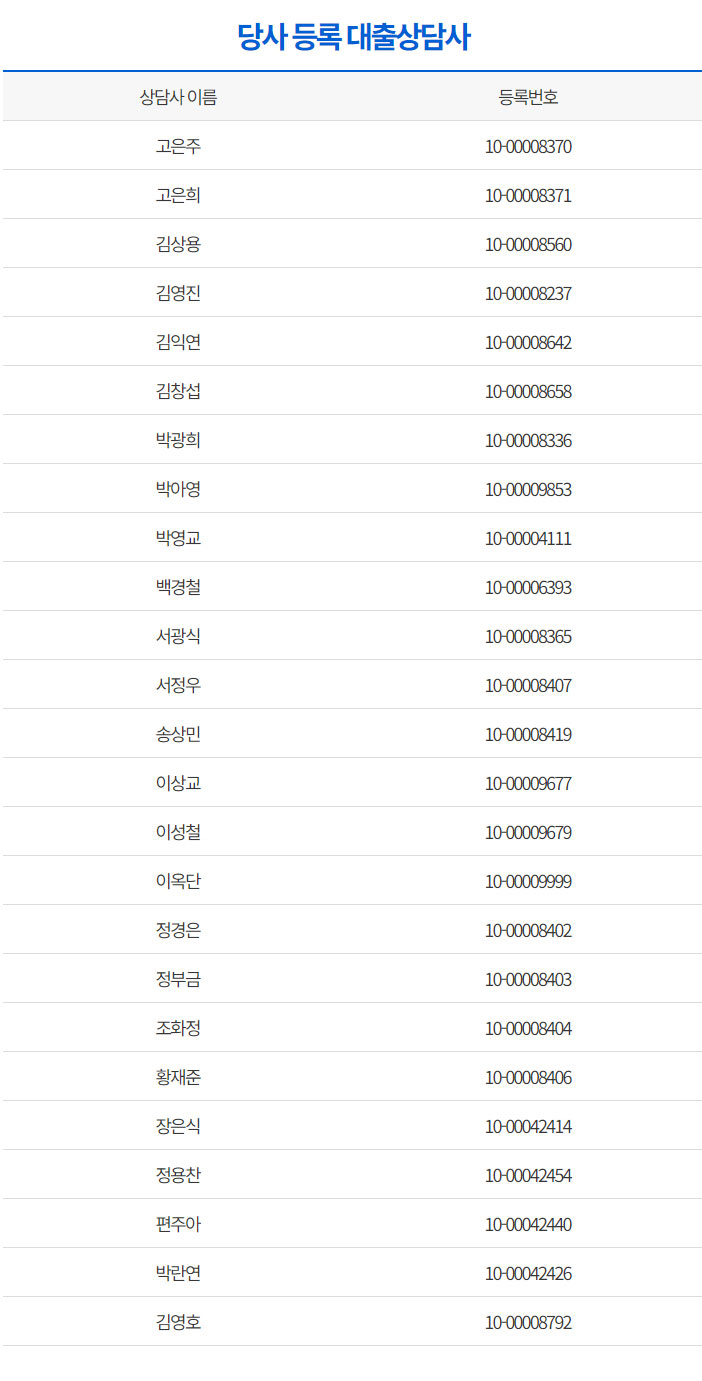 당사 등록 대출상담사
상담사 이름 등록번호
고은주 10-00008370
고은희 10-00008371
김상용 10-00008560
김영진 10-00008237
김익연 10-00008642
김창섭 10-00008658
박광희 10-00008336
박아영 10-00009853
박영교 10-00004111
백경철 10-00006393
서광식 10-00008365
서정우 10-00008407
송상민 10-00008419
이상교 10-00009677
이성철 10-00009679
이옥단 10-00009999
정경은 10-00008402
정부금 10-00008403
조화정 10-00008404
황재준 10-00008406
장은식 10-00042414
정용찬 10-00042454
편주아 10-00042440
박란연 10-00042426
김영호 10-00008792